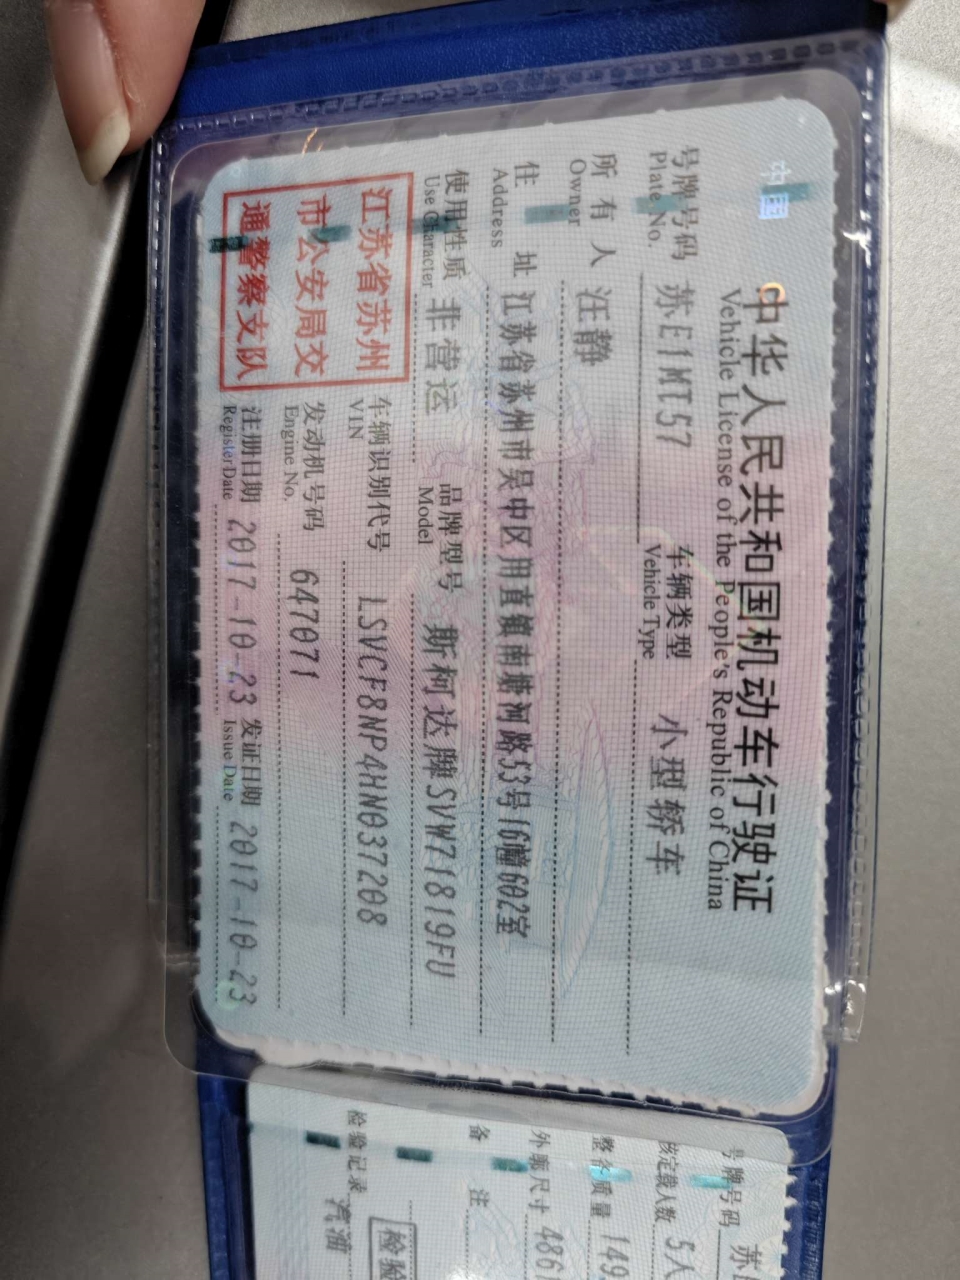 中国
中华人民共和国机动车行驶证
Vehicle License of the People's Republic of China
号牌号码 苏E1MT57 车辆类型 小型轿车
Plate No. Vehicle Type
所有人 汪静
Owner
住址 江苏省苏州市吴中区甪直镇南塘河路53号16幢602室
Address
使用性质 非营运 品牌型号 斯柯达牌SVW71819FU
Use Character Model
江苏省苏州
市公安局交
通警察支队
车辆识别代号 LSVCF8NP4HN037208
VIN
发动机号码 647071
Engine No.
注册日期 2017-10-23 发证日期 2017-10-23
Register Date Issue Date
号牌号码 苏
核定载人数 5人
整备质量 149
外廓尺寸 486
备注
检验记录 汽油
检验